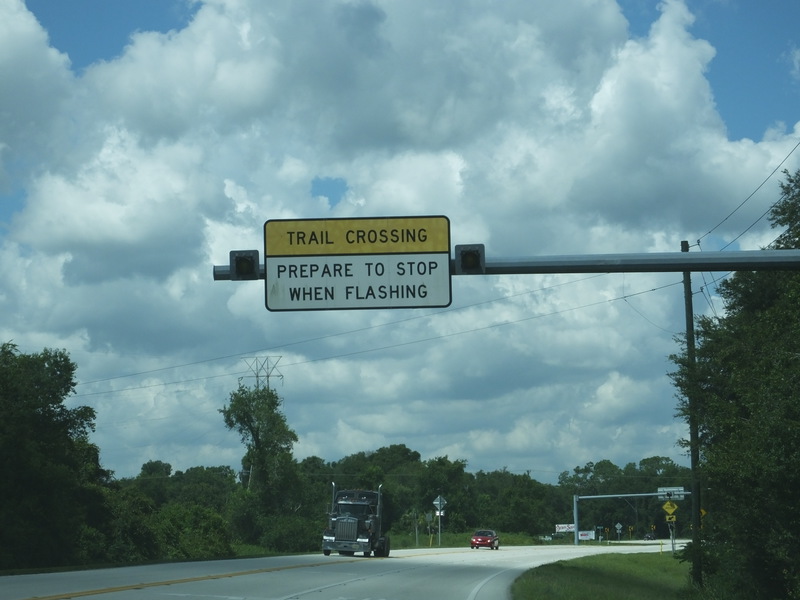 TRAIL CROSSING
PREPARE TO STOP
WHEN FLASHING